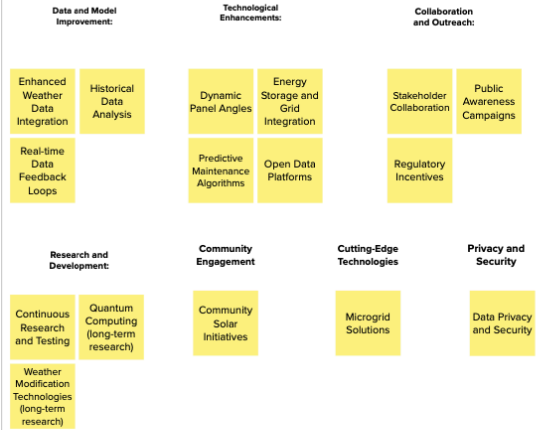 Data and Model
Improvement:
Technological
Enhancements:
Collaboration
and Outreach:
Enhanced
Weather
Data
Integration
Historical
Data
Analysis
Dynamic
Panel Angles
Energy
Storage and
Grid
Integration
Stakeholder
Collaboration
Public
Awareness
Campaigns
Real-time
Data
Feedback
Loops
Predictive
Maintenance
Algorithms
Open Data
Platforms
Regulatory
Incentives
Research and
Development:
Community
Engagement
Cutting-Edge
Technologies
Privacy and
Security
Continuous
Research
and Testing
Quantum
Computing
(long-term
research)
Community
Solar
Initiatives
Microgrid
Solutions
Data Privacy
and Security
Weather
Modification
Technologies
(long-term
research)